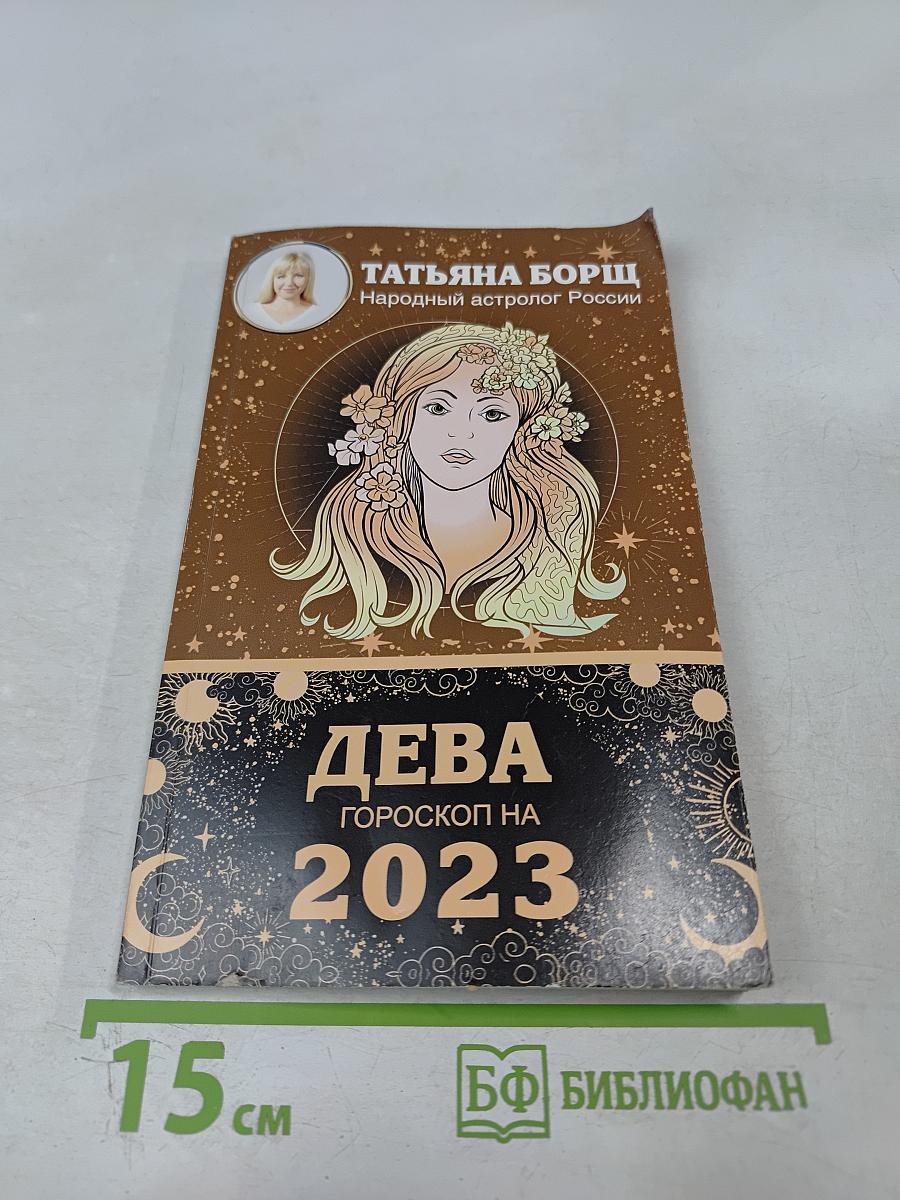 ТАТЬЯНА БОРЩ
Народный астролог России
ДЕВА
ГОРОСКОП НА
2023
15 см
БФ БИБЛИОФАН